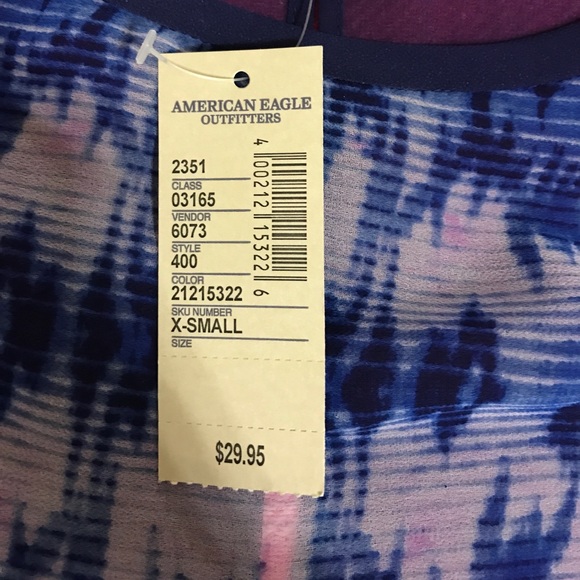 AMERICAN EAGLE
OUTFITTERS
2351
CLASS
03165
VENDOR
6073
STYLE
400
COLOR
21215322
SKU NUMBER
X-SMALL
SIZE
4 00212 15322 6
$29.95